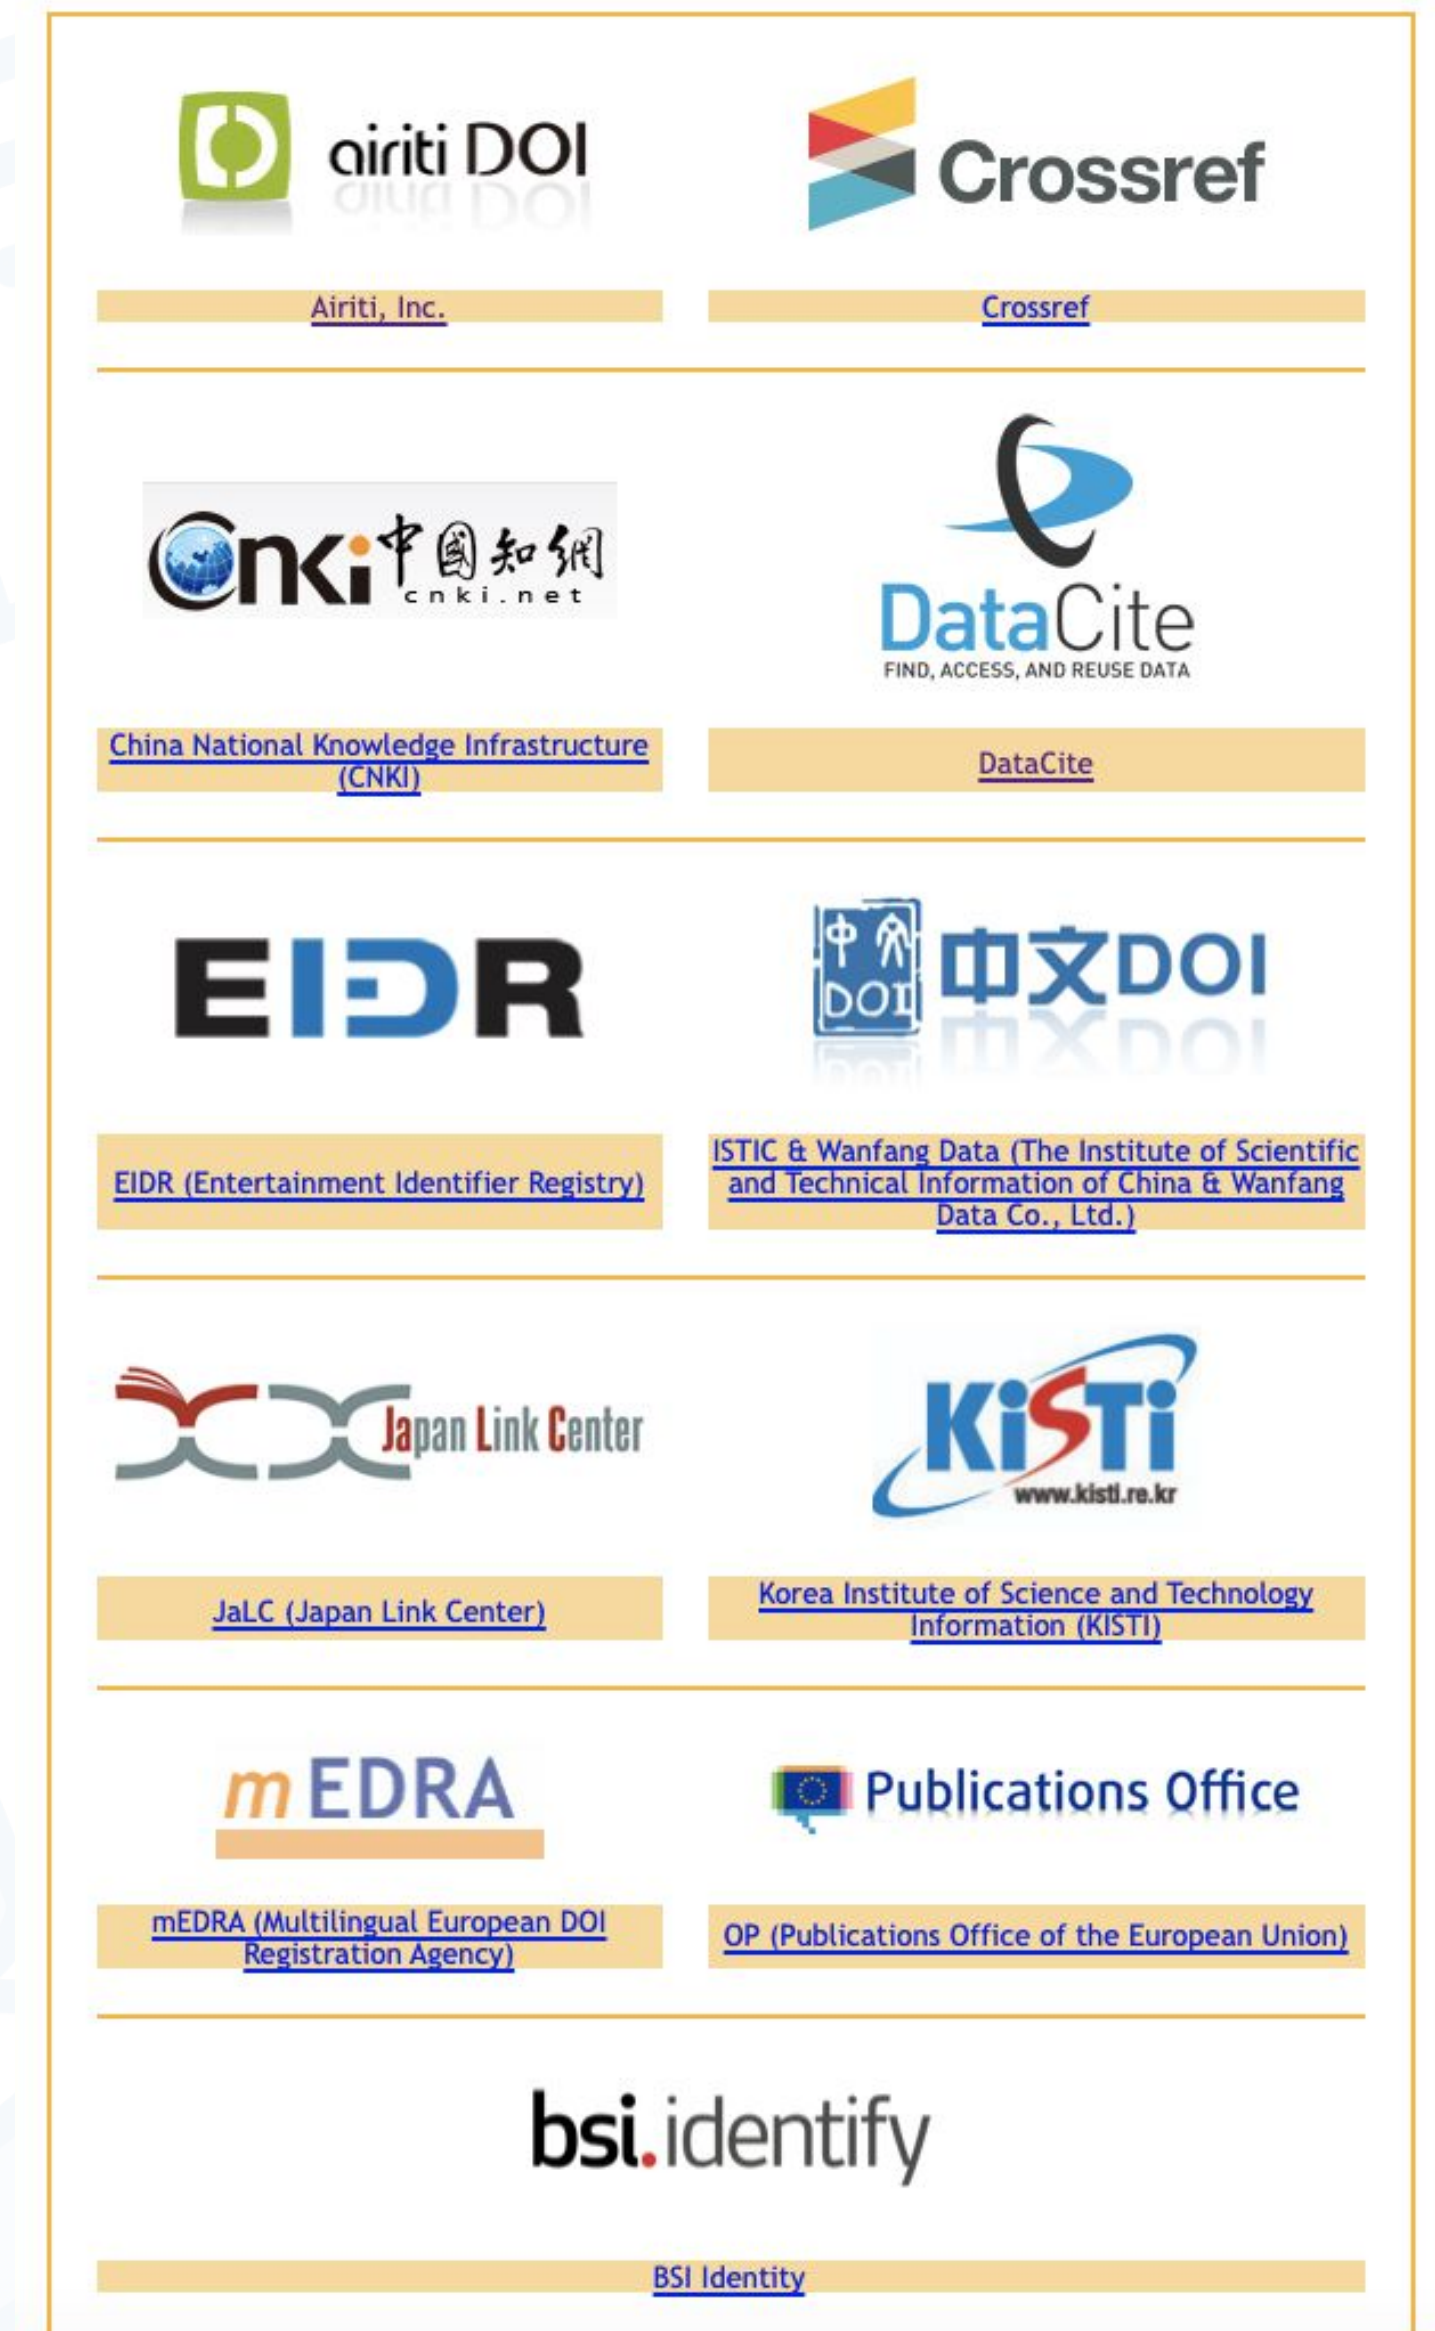 airiti DOI
Crossref
Airiti, Inc.
Crossref
cnki中國知網
cnki.net
DataCite
FIND, ACCESS, AND REUSE DATA
China National Knowledge Infrastructure
(CNKI)
DataCite
EIDR
中文
DOI
中文DOI
EIDR (Entertainment Identifier Registry)
ISTIC & Wanfang Data (The Institute of Scientific
and Technical Information of China & Wanfang
Data Co., Ltd.)
Japan Link Center
KiSTi
www.kisti.re.kr
JaLC (Japan Link Center)
Korea Institute of Science and Technology
Information (KISTI)
mEDRA
Publications Office
mEDRA (Multilingual European DOI
Registration Agency)
OP (Publications Office of the European Union)
bsi.identify
BSI Identity